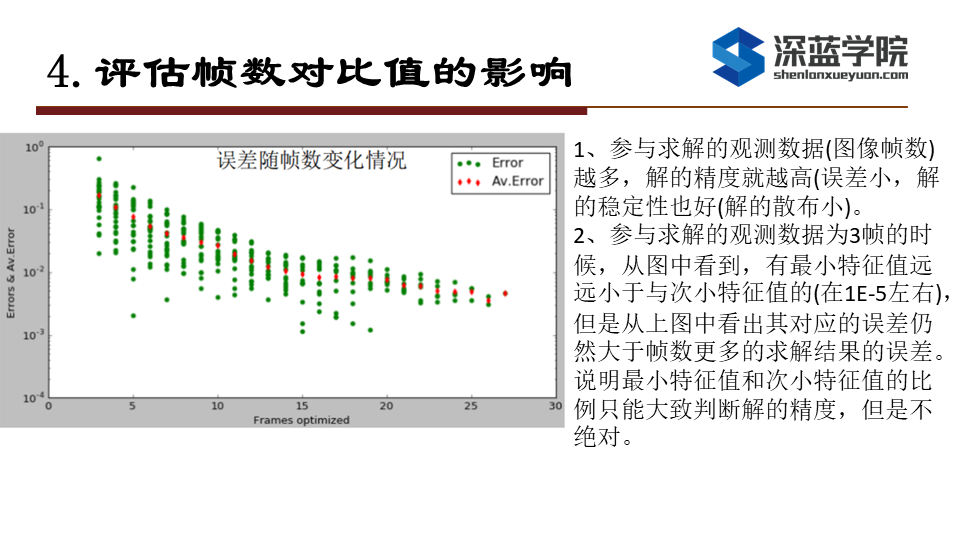 4. 评估帧数对比值的影响
深蓝学院
shenlanxueyuan.com
误差随帧数变化情况
Error
Av.Error
Errors & Av.Error
10^0
10^-1
10^-2
10^-3
10^-4
0 5 10 15 20 25 30
Frames optimized
1、参与求解的观测数据(图像帧数)
越多，解的精度就越高(误差小，解
的稳定性也好(解的散布小)。
2、参与求解的观测数据为3帧的时
候，从图中看到，有最小特征值远
远小于与次小特征值的(在1E-5左右)，
但是从上图中看出其对应的误差仍
然大于帧数更多的求解结果的误差。
说明最小特征值和次小特征值的比
例只能大致判断解的精度，但是不
绝对。